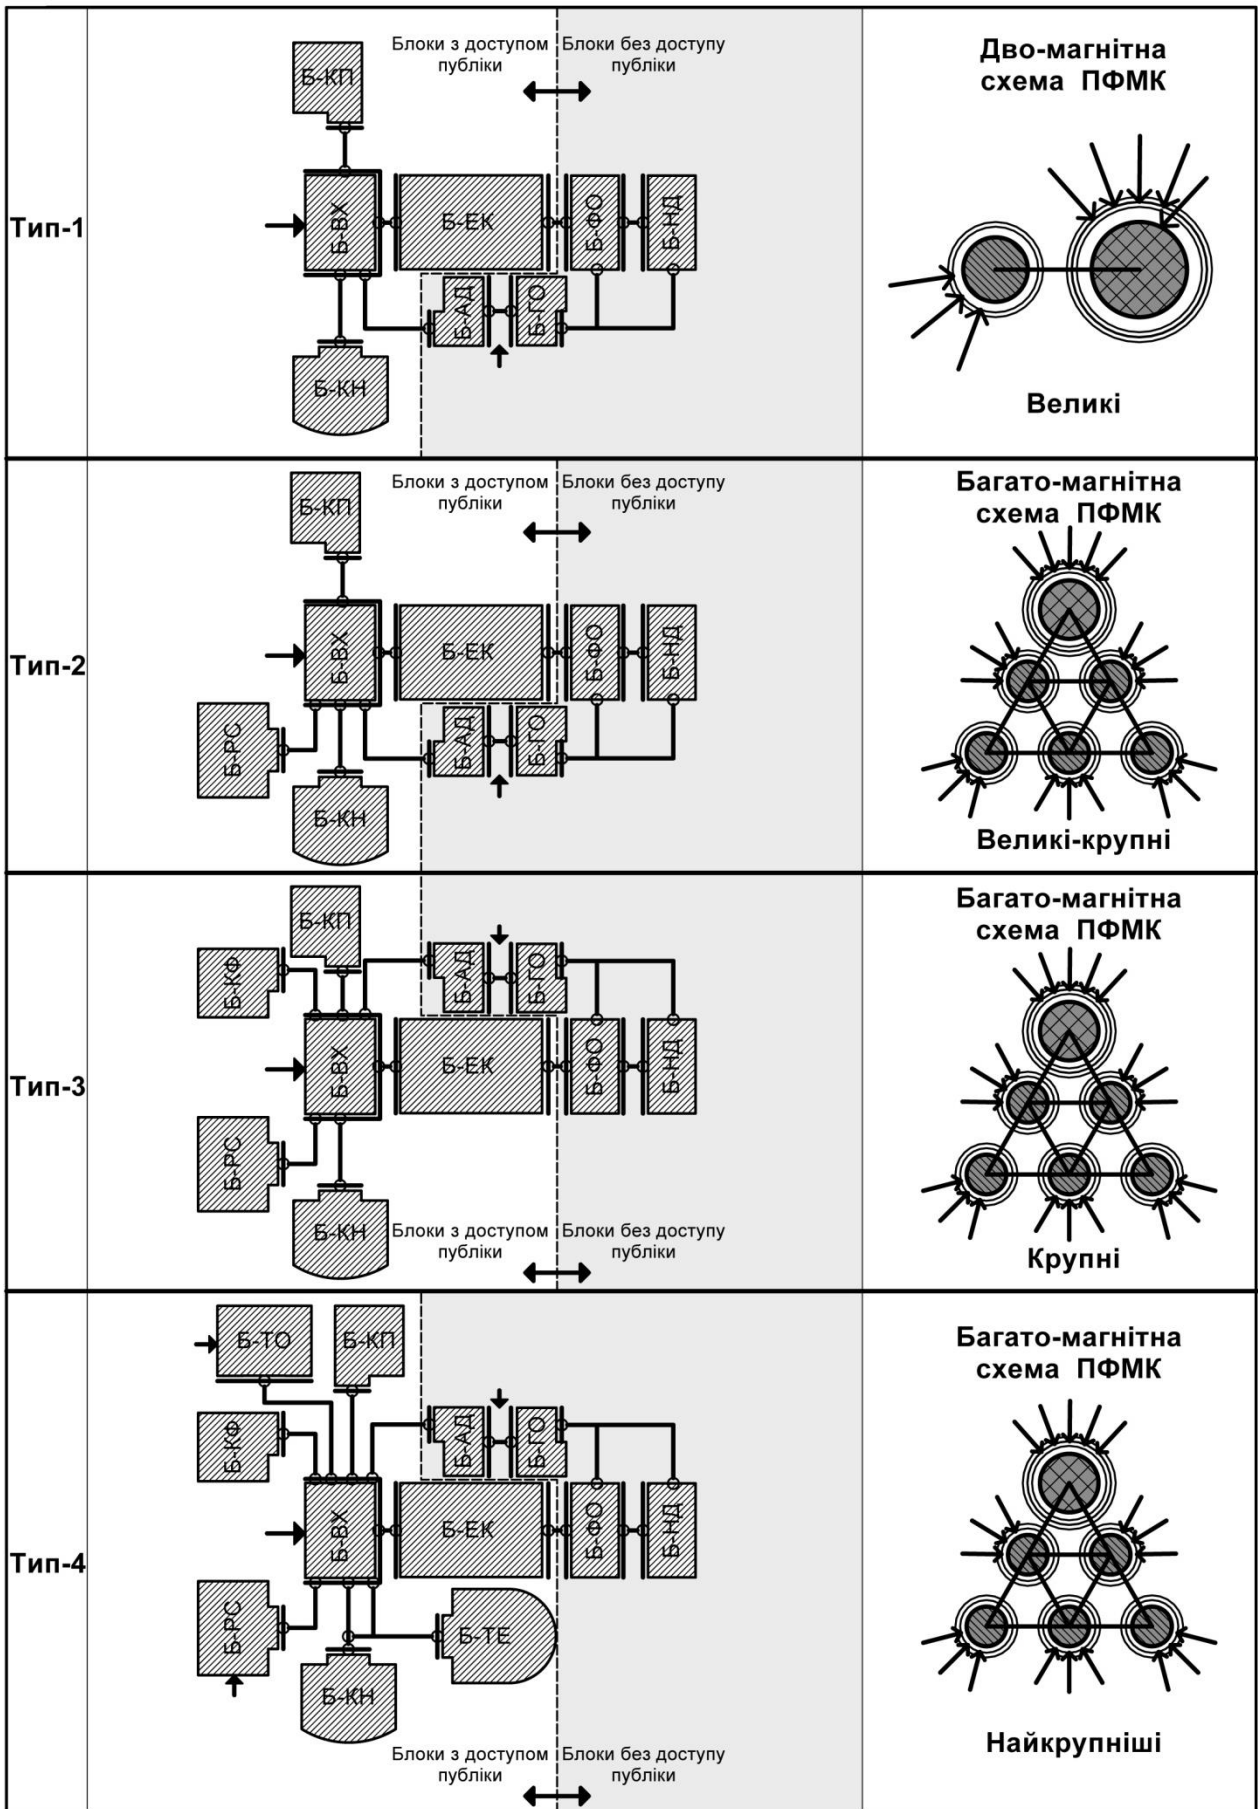 Тип-1
Блоки з доступом
публіки
Блоки без доступу
публіки
Б-КП
Б-ВХ
Б-ЕК
Б-ФО
Б-НД
Б-АД
Б-ГО
Б-КН
Дво-магнітна
схема ПФМК
Великі
Тип-2
Блоки з доступом
публіки
Блоки без доступу
публіки
Б-КП
Б-ВХ
Б-ЕК
Б-ФО
Б-НД
Б-РС
Б-АД
Б-ГО
Б-КН
Багато-магнітна
схема ПФМК
Великі-крупні
Тип-3
Б-КП
Б-КФ
Б-АД
Б-ГО
Б-ВХ
Б-ЕК
Б-ФО
Б-НД
Б-РС
Б-КН
Блоки з доступом
публіки
Блоки без доступу
публіки
Багато-магнітна
схема ПФМК
Крупні
Тип-4
Б-ТО
Б-КП
Б-КФ
Б-АД
Б-ГО
Б-ВХ
Б-ЕК
Б-ФО
Б-НД
Б-РС
Б-ТЕ
Б-КН
Блоки з доступом
публіки
Блоки без доступу
публіки
Багато-магнітна
схема ПФМК
Найкрупніші